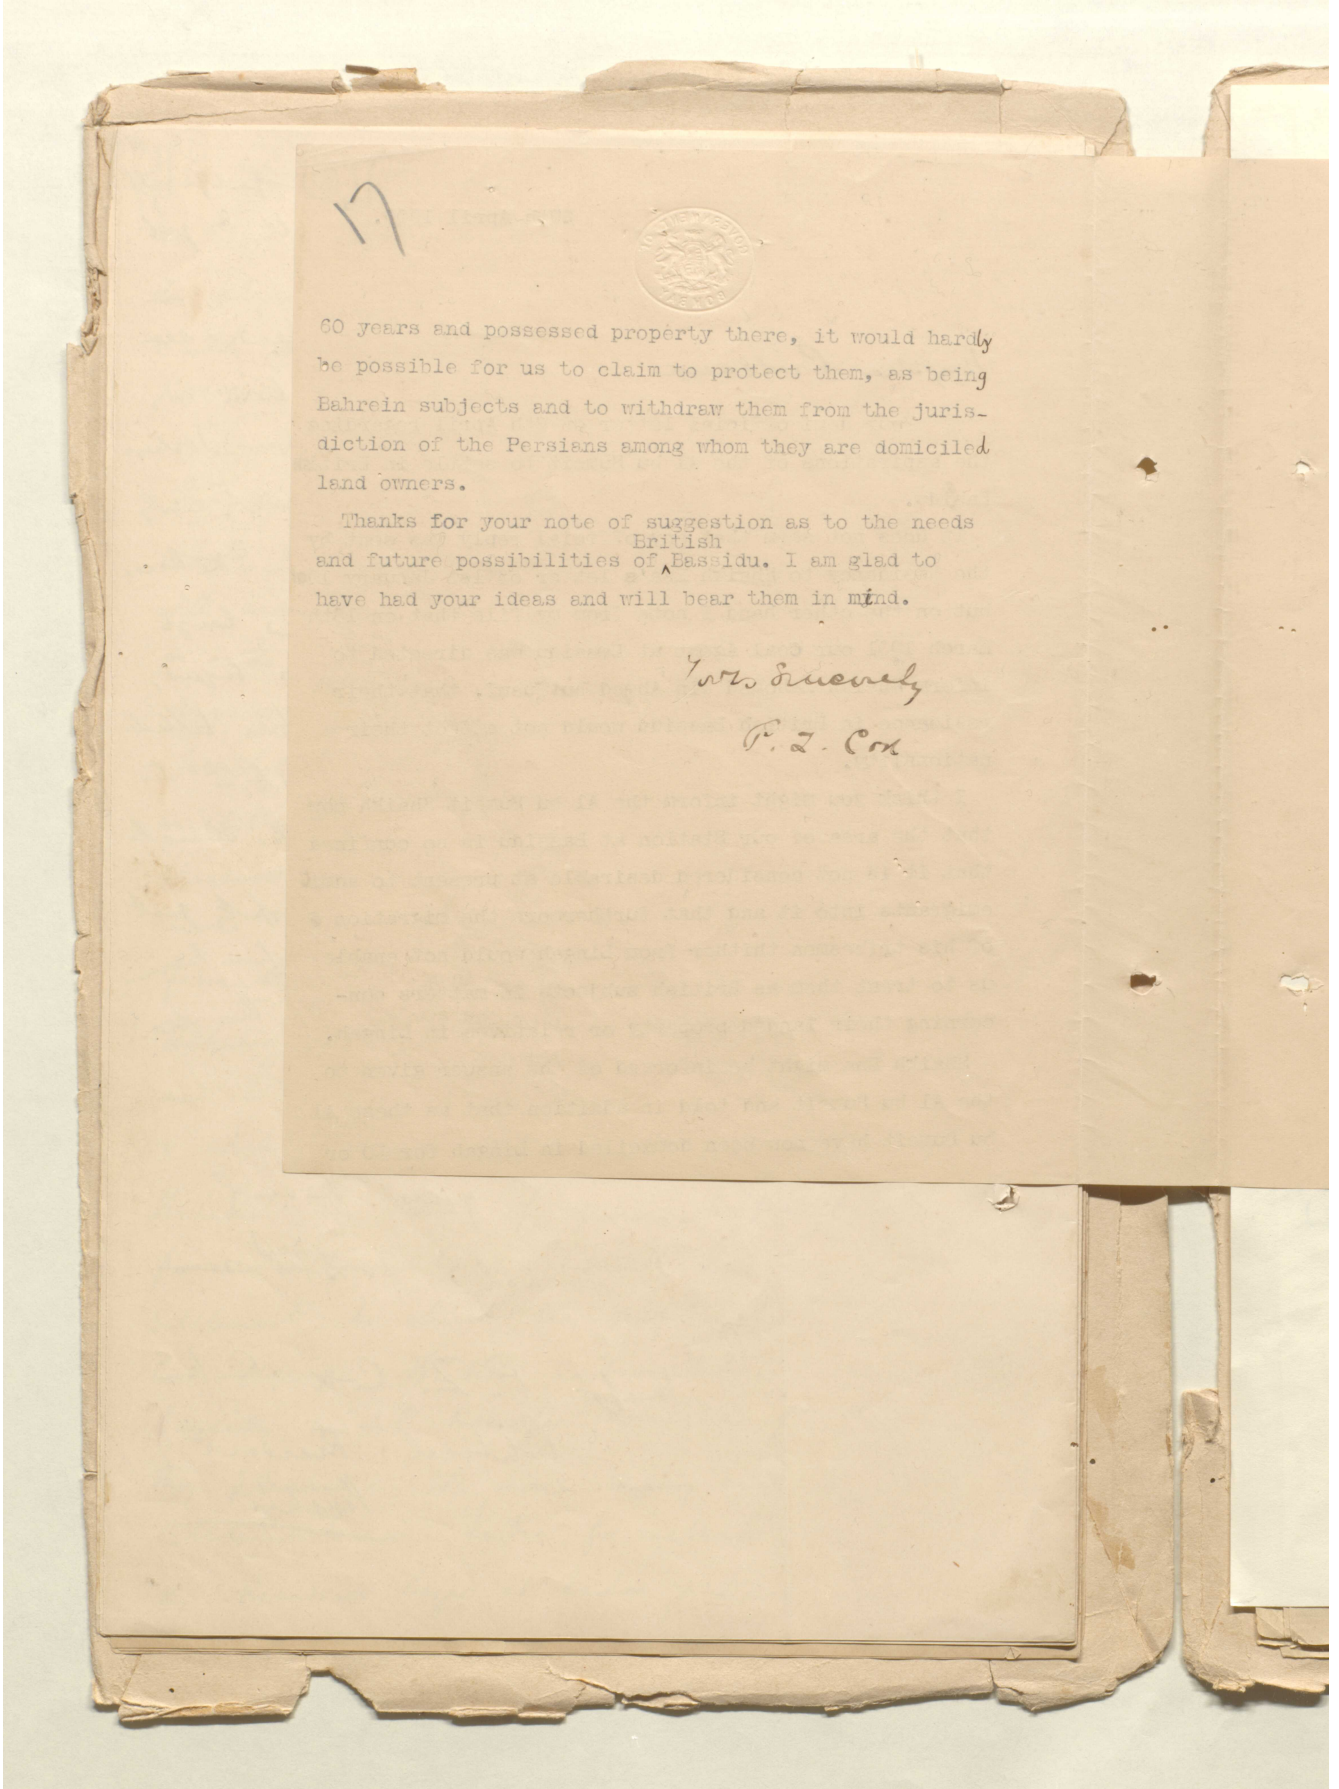 17
60 years and possessed property there, it would hardly
be possible for us to claim to protect them, as being
Bahrein subjects and to withdraw them from the juris-
diction of the Persians among whom they are domiciled
land owners.
Thanks for your note of suggestion as to the needs
British
and future possibilities of ^ Bassidu. I am glad to
have had your ideas and will bear them in mind.
Yours Sincerely
P. Z. Cox